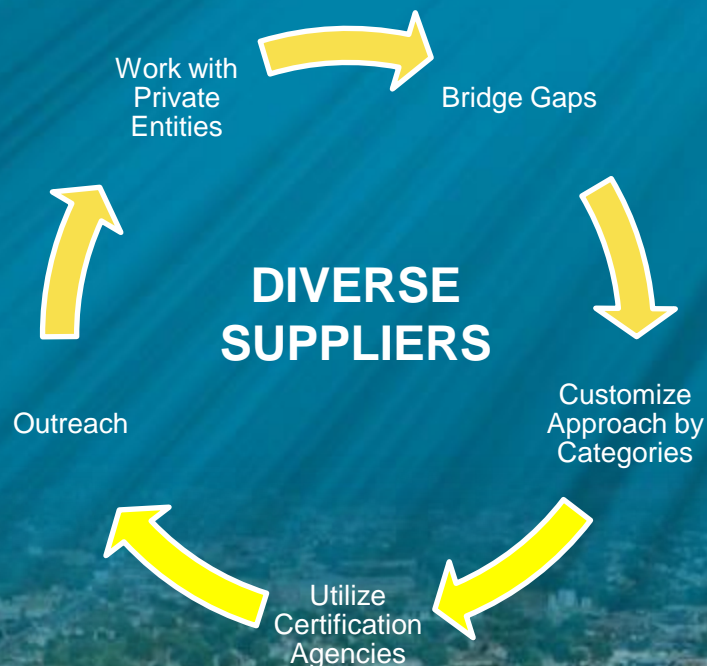 Work with
Private
Entities
Bridge Gaps
DIVERSE
SUPPLIERS
Customize
Approach by
Categories
Outreach
Utilize
Certification
Agencies